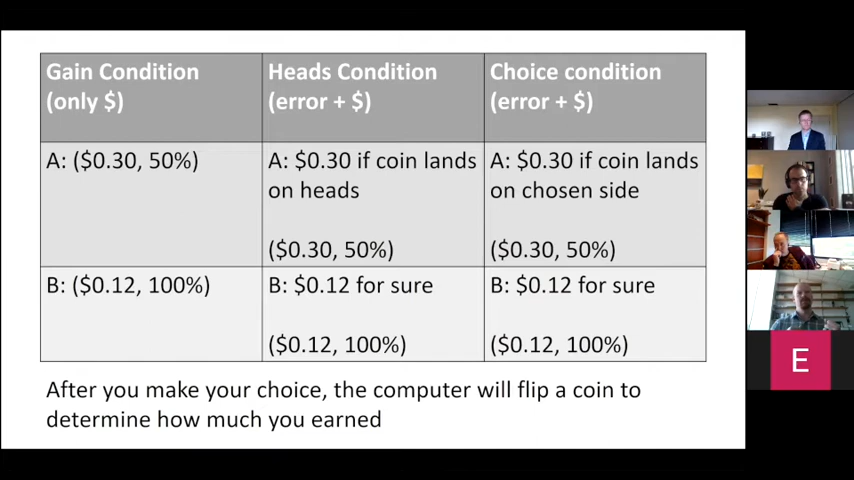 Gain Condition
(only $)
Heads Condition
(error + $)
Choice condition
(error + $)
A: ($0.30, 50%)
A: $0.30 if coin lands
on heads
($0.30, 50%)
A: $0.30 if coin lands
on chosen side
($0.30, 50%)
B: ($0.12, 100%)
B: $0.12 for sure
($0.12, 100%)
B: $0.12 for sure
($0.12, 100%)
After you make your choice, the computer will flip a coin to
determine how much you earned
E